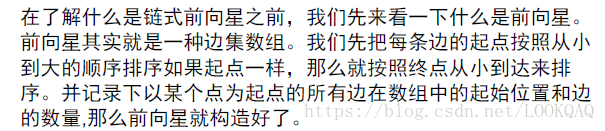 在了解什么是链式前向星之前，我们先来看一下什么是前向星。
前向星其实就是一种边集数组。我们先把每条边的起点按照从小
到大的顺序排序如果起点一样，那么就按照终点从小到达来排
序。并记录下以某个点为起点的所有边在数组中的起始位置和边
的数量,那么前向星就构造好了。
https://blog.csdn.net/LOOKQAQ